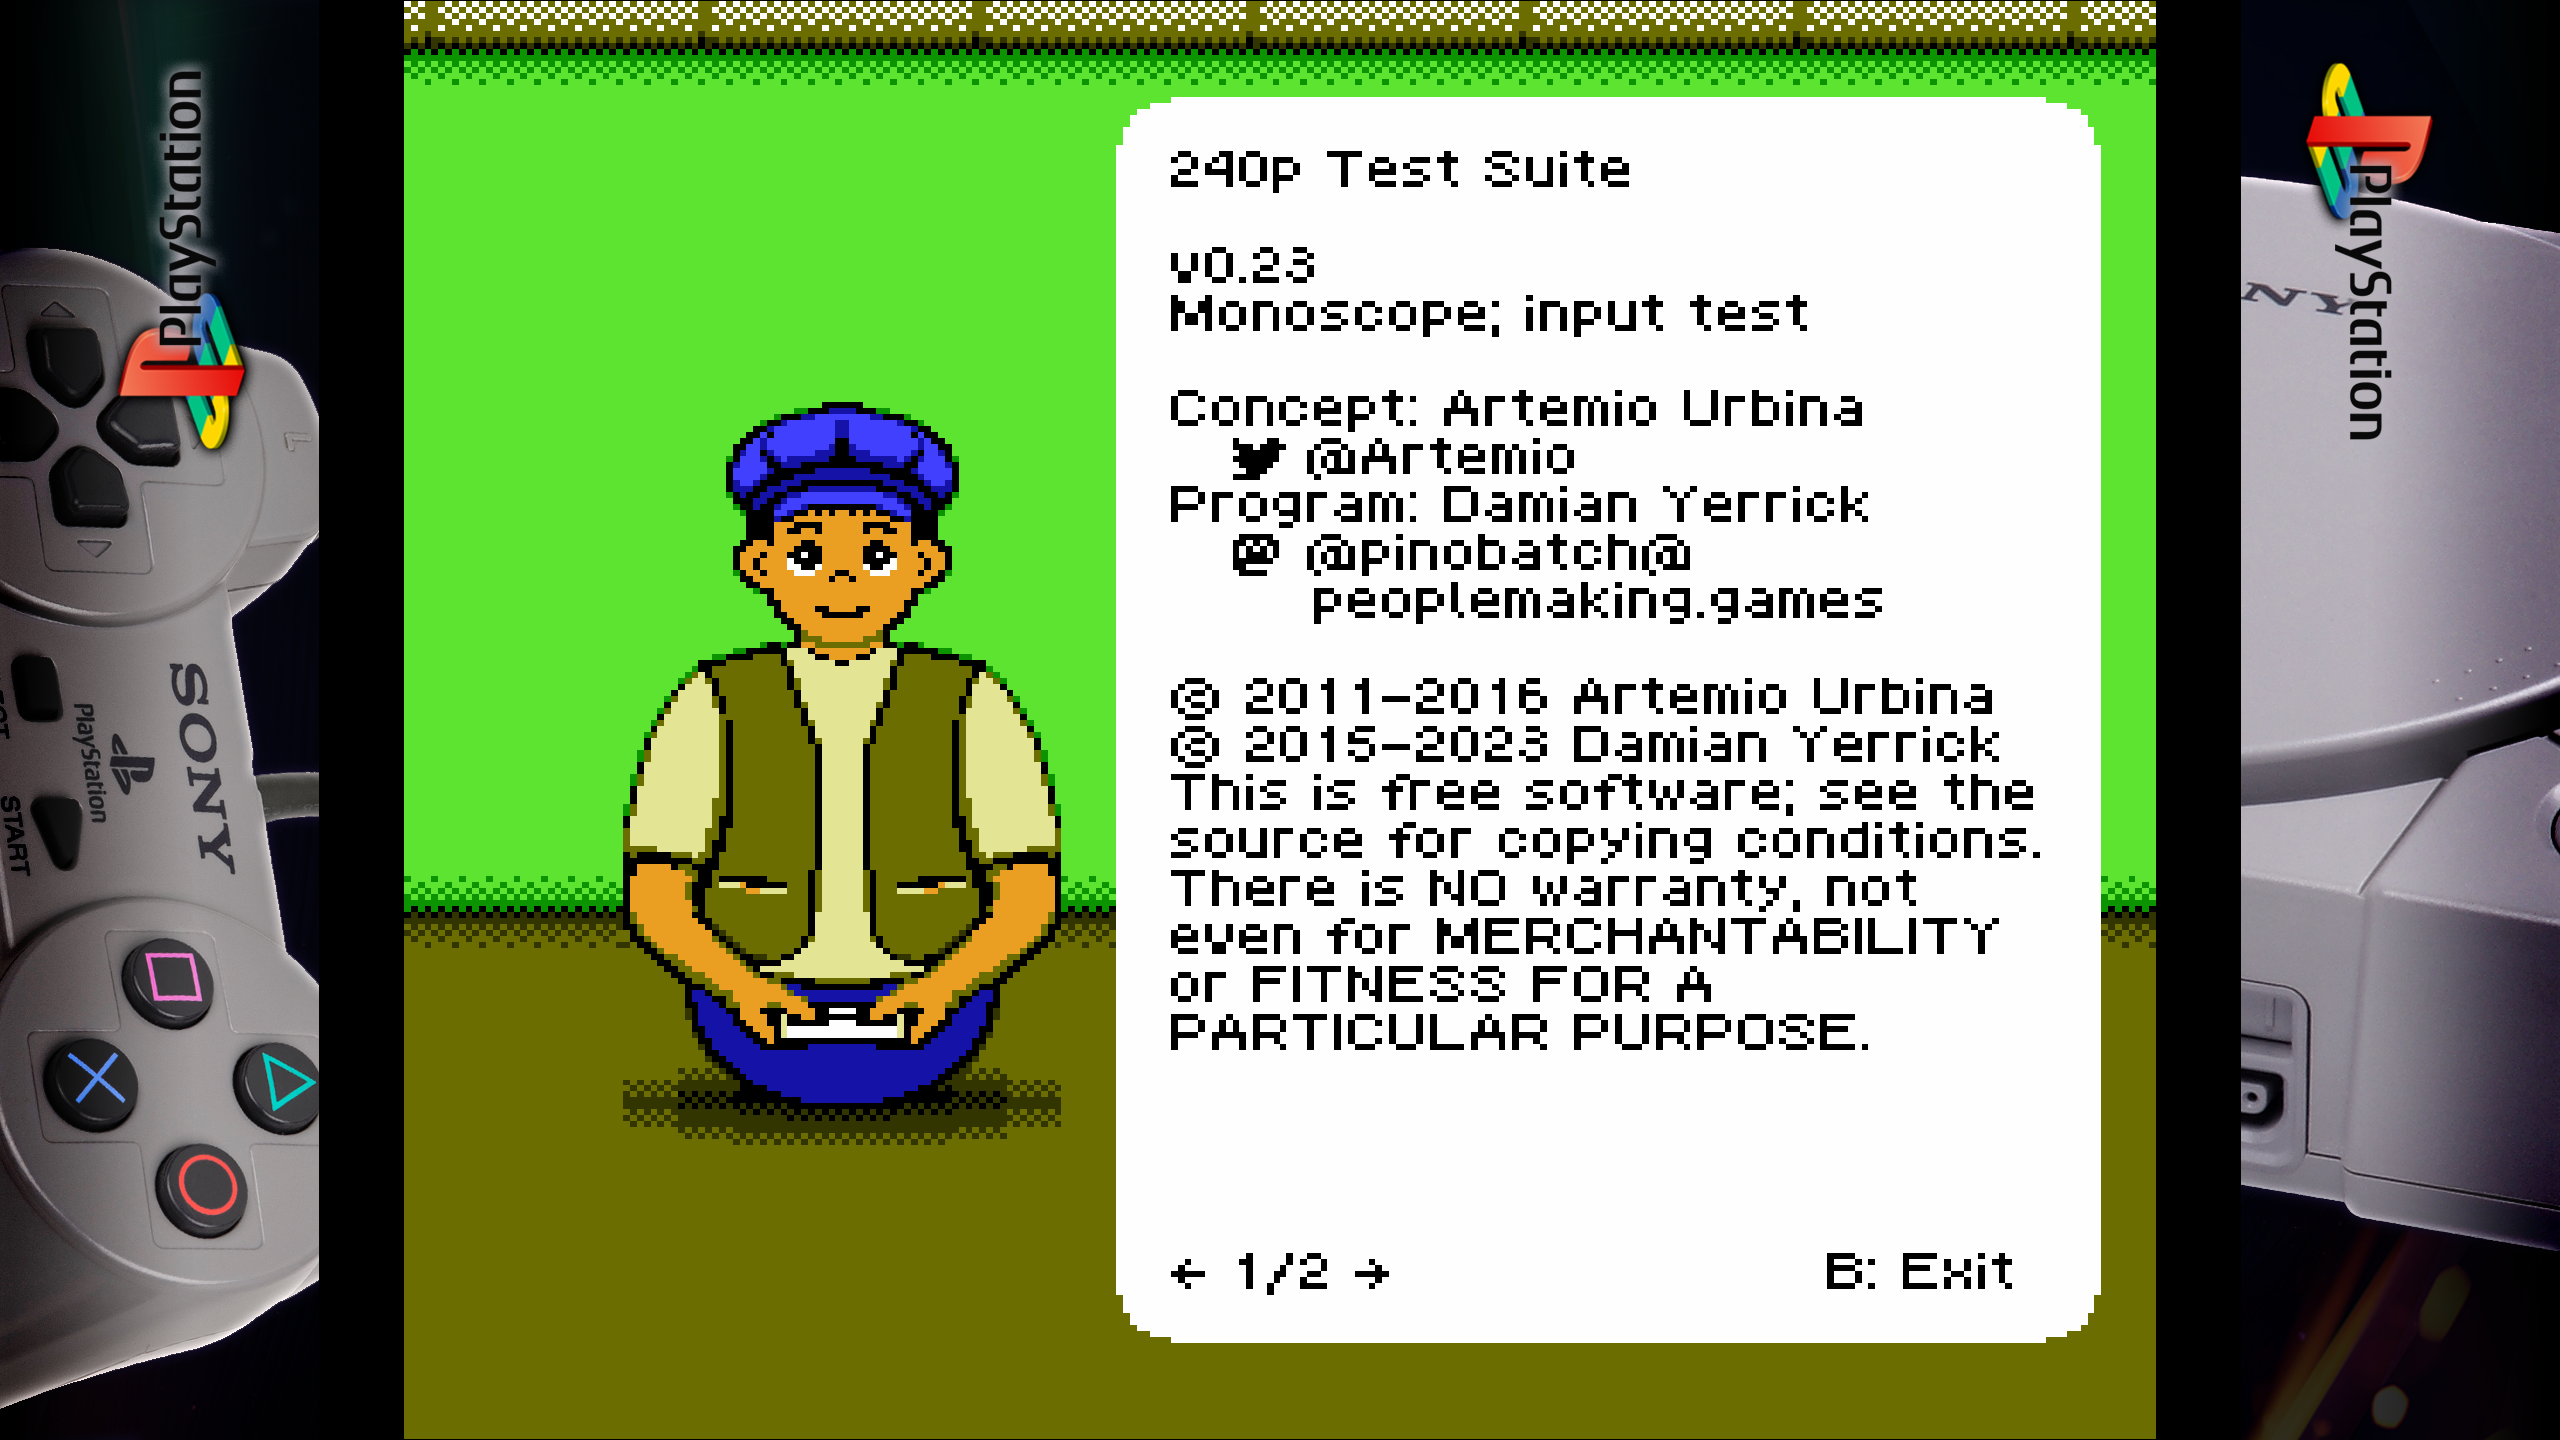 PlayStation
SONY
PlayStation
START
240p Test Suite
v0.23
Monoscope; input test
Concept: Artemio Urbina
@Artemio
Program: Damian Yerrick
@pinobatch@
peoplemaking.games
© 2011-2016 Artemio Urbina
© 2015-2023 Damian Yerrick
This is free software; see the
source for copying conditions.
There is NO warranty, not
even for MERCHANTABILITY
or FITNESS FOR A
PARTICULAR PURPOSE.
← 1/2 →
B: Exit
PlayStation